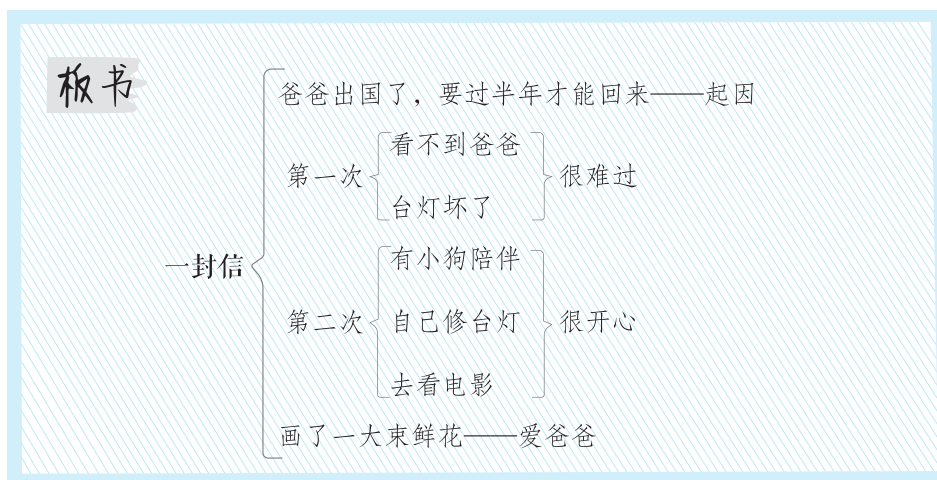 板书
爸爸出国了，要过半年才能回来——起因
看不到爸爸
第一次
很难过
台灯坏了
一封信
有小狗陪伴
第二次
自己修台灯
很开心
去看电影
画了一大束鲜花——爱爸爸